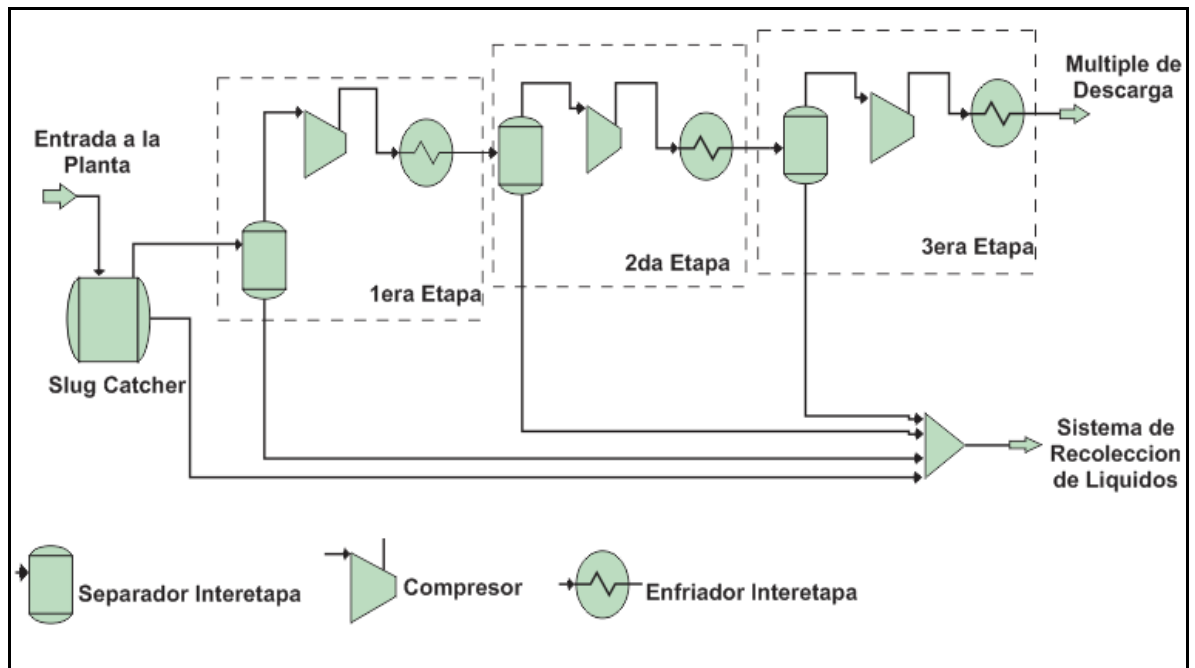 Multiple de
Descarga
Entrada a la
Planta
3era Etapa
2da Etapa
1era Etapa
Slug Catcher
Sistema de
Recoleccion
de Liquidos
Separador Interetapa
Compresor
Enfriador Interetapa